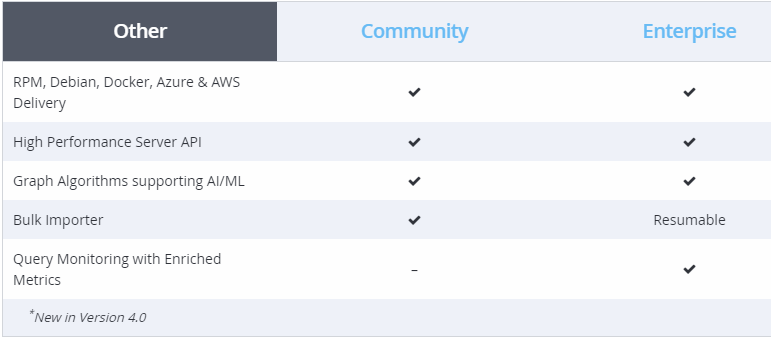 Other Community Enterprise
RPM, Debian, Docker, Azure & AWS
Delivery ✔ ✔
High Performance Server API ✔ ✔
Graph Algorithms supporting AI/ML ✔ ✔
Bulk Importer ✔ Resumable
Query Monitoring with Enriched
Metrics – ✔
*New in Version 4.0